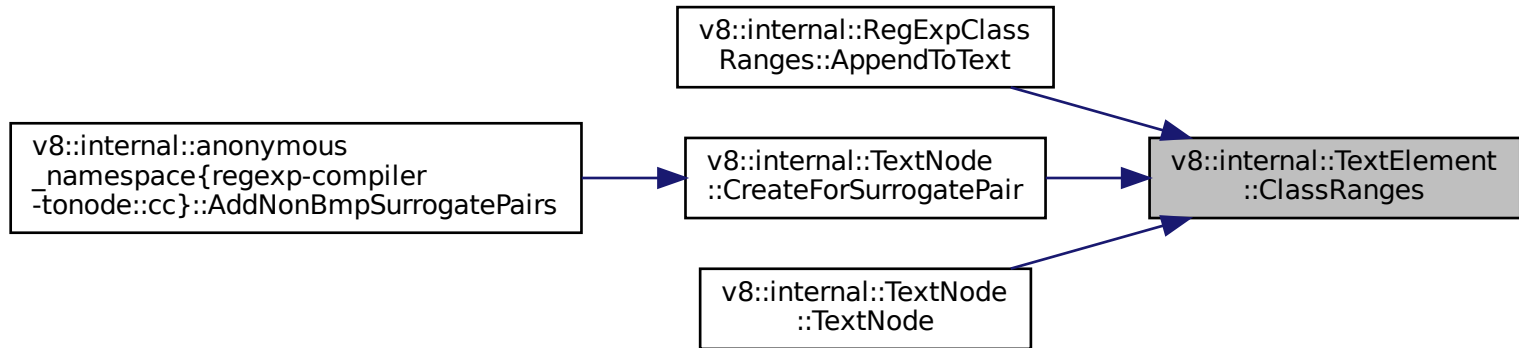 v8::internal::RegExpClass
Ranges::AppendToText
v8::internal::anonymous
_namespace{regexp-compiler
-tonode::cc}::AddNonBmpSurrogatePairs
v8::internal::TextNode
::CreateForSurrogatePair
v8::internal::TextElement
::ClassRanges
v8::internal::TextNode
::TextNode